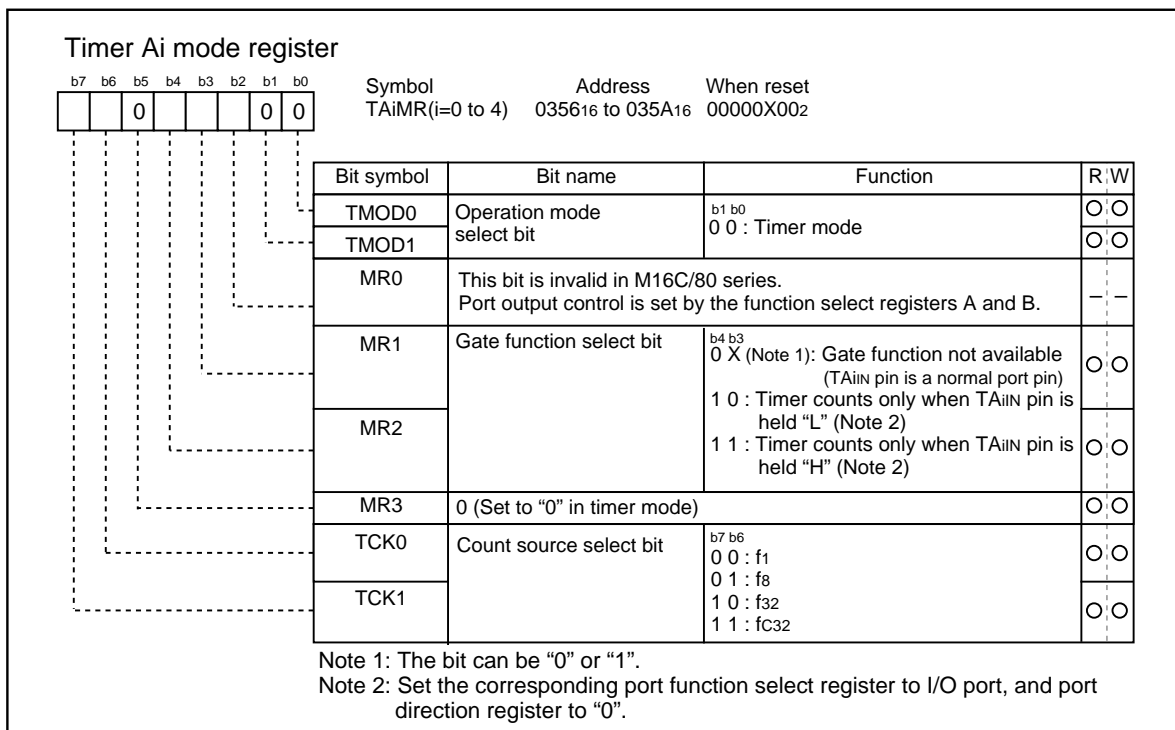 Timer Ai mode register
b7 b6 b5 b4 b3 b2 b1 b0
0 0 0
Symbol Address When reset
TAiMR(i=0 to 4) 035616 to 035A16 00000X002
Bit symbol Bit name Function R W
TMOD0 Operation mode select bit
b1 b0
0 0 : Timer mode
TMOD1
MR0 This bit is invalid in M16C/80 series.
Port output control is set by the function select registers A and B.
– –
MR1 Gate function select bit
b4 b3
0 X (Note 1): Gate function not available
(TAiIN pin is a normal port pin)
1 0 : Timer counts only when TAiIN pin is
held “L” (Note 2)
MR2
1 1 : Timer counts only when TAiIN pin is
held “H” (Note 2)
MR3 0 (Set to “0” in timer mode)
TCK0 Count source select bit
b7 b6
0 0 : f1
0 1 : f8
TCK1
1 0 : f32
1 1 : fC32
Note 1: The bit can be “0” or “1”.
Note 2: Set the corresponding port function select register to I/O port, and port
direction register to “0”.